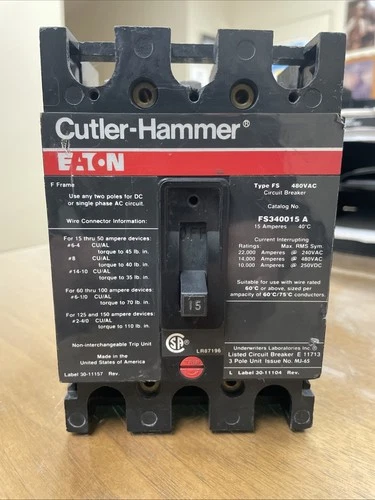 Cutler-Hammer®
EATON
F Frame
Use any two poles for DC
or single phase AC circuit.
Wire Connector Information:
For 15 thru 50 ampere devices:
#6-4 CU/AL
torque to 45 lb. in.
#8 CU/AL
torque to 40 lb. in.
#14-10 CU/AL
torque to 35 lb. in.
For 60 thru 100 ampere devices:
#6-1/0 CU/AL
torque to 70 lb. in.
For 125 and 150 ampere devices:
#2-4/0 CU/AL
torque to 110 lb. in.
Non-interchangeable Trip Unit
Made in the
United States of America
Label 30-11157 Rev.
15
SA
LR87196
Type FS 480VAC
Circuit Breaker
Catalog No.
FS340015 A
15 Amperes 40°C
Current Interrupting
Ratings: Max. RMS Sym.
22,000 Amperes @ 240VAC
14,000 Amperes @ 480VAC
10,000 Amperes @ 250VDC
Suitable for use with wire rated
60°C or above, sized per
ampacity of 60°C/75°C conductors.
Underwriters Laboratories Inc.®
Listed Circuit Breaker E 11713
3 Pole Unit Issue No. MJ-65
L Label 30-11104 Rev.